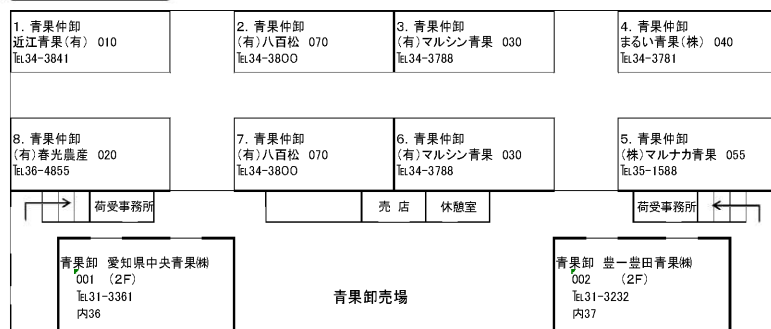 1. 青果仲卸
近江青果(有) 010
℡34-3841
2. 青果仲卸
(有)八百松 070
℡34-3800
3. 青果仲卸
(有)マルシン青果 030
℡34-3788
4. 青果仲卸
まるい青果(株) 040
℡34-3781
8. 青果仲卸
(有)春光農産 020
℡36-4855
7. 青果仲卸
(有)八百松 070
℡34-3800
6. 青果仲卸
(有)マルシン青果 030
℡34-3788
5. 青果仲卸
(株)マルナカ青果 055
℡35-1588
荷受事務所
売 店
休憩室
荷受事務所
青果卸 愛知県中央青果㈱
001 (2F)
℡31-3361
内36
青果卸売場
青果卸 豊一豊田青果㈱
002 (2F)
℡31-3232
内37